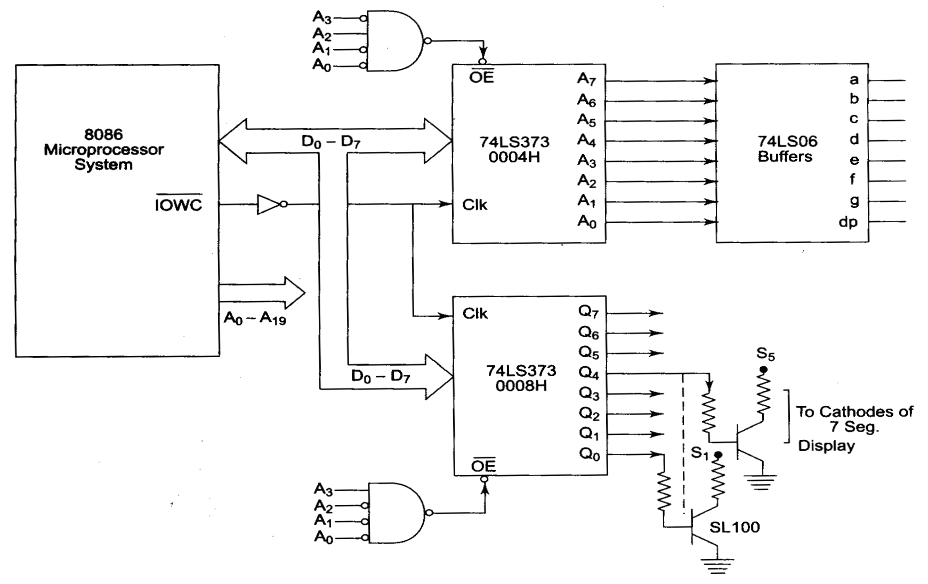 A3
A2
A1
A0
8086
Microprocessor
System
IOWC
A0 – A19
D0 – D7
OE
74LS373
0004H
Clk
A7
A6
A5
A4
A3
A2
A1
A0
74LS06
Buffers
a
b
c
d
e
f
g
dp
Clk
74LS373
0008H
D0 – D7
OE
Q7
Q6
Q5
Q4
Q3
Q2
Q1
Q0
S5
To Cathodes of
7 Seg.
Display
S1
SL100
A3
A2
A1
A0